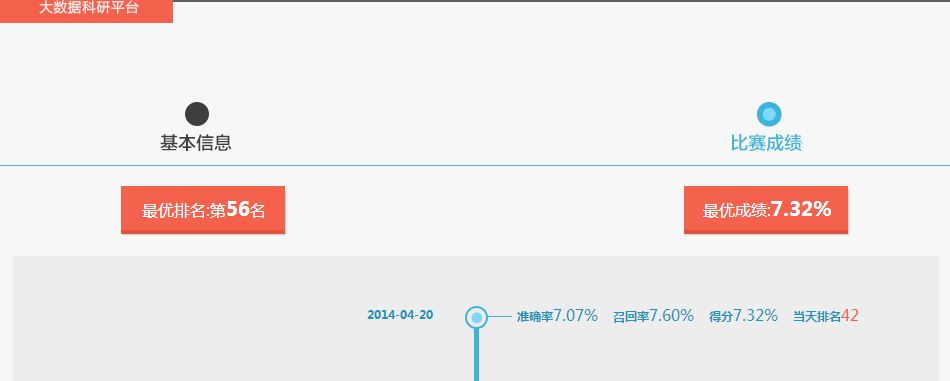 大数据科研平台
基本信息
比赛成绩
最优排名:第56名
最优成绩:7.32%
2014-04-20 准确率7.07% 召回率7.60% 得分7.32% 当天排名42